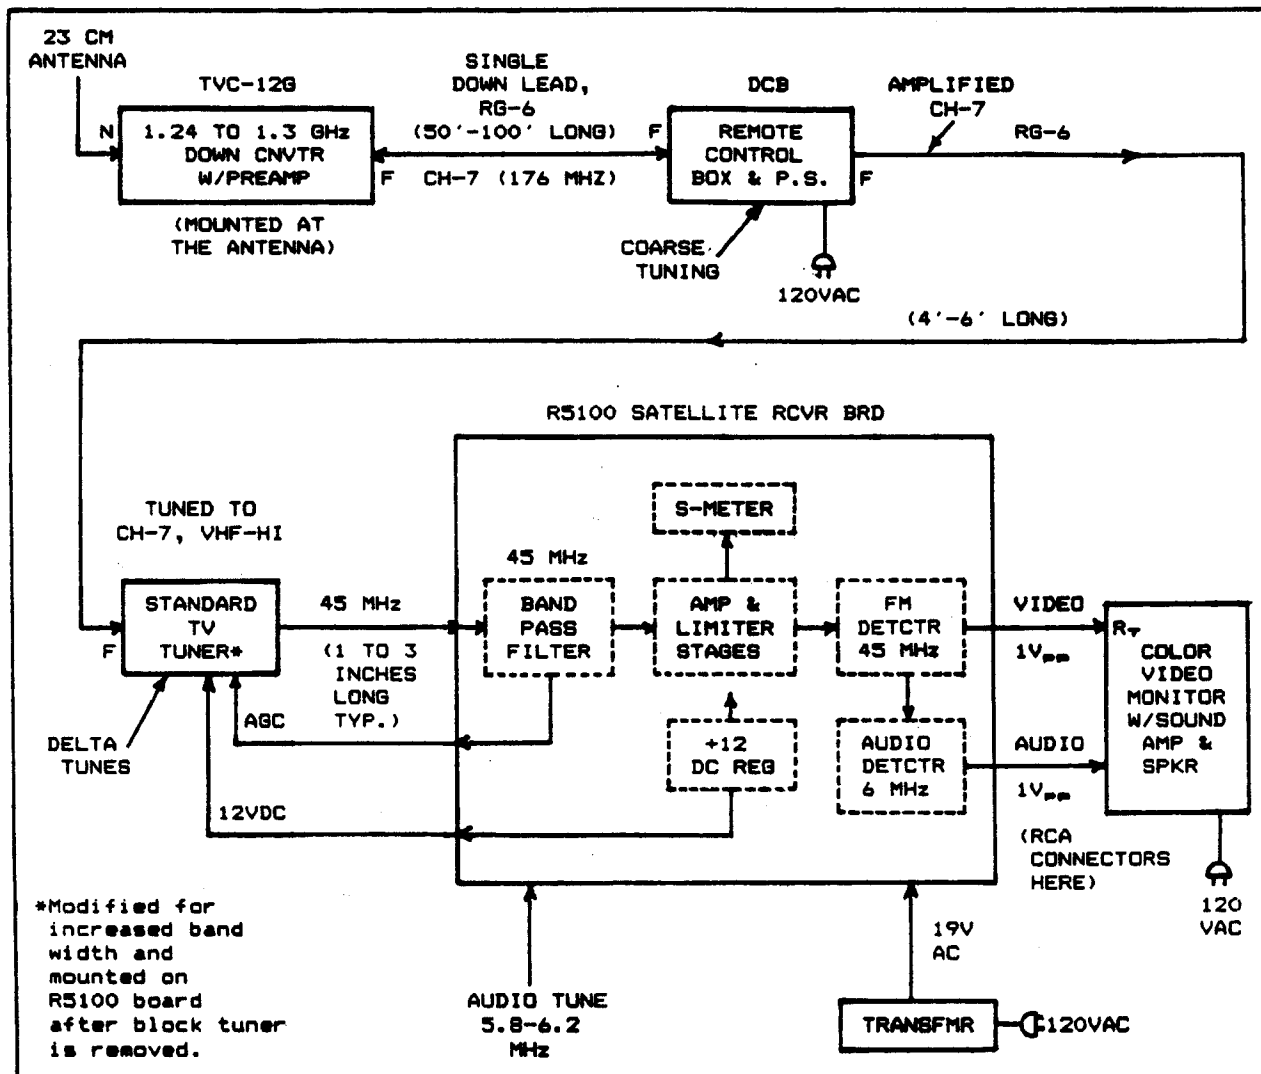 23 CM
ANTENNA
TVC-12G
N
1.24 TO 1.3 GHz
DOWN CNVTR
W/PREAMP
F
(MOUNTED AT
THE ANTENNA)
SINGLE
DOWN LEAD,
RG-6
(50'-100' LONG)
CH-7 (176 MHZ)
DCB
F
REMOTE
CONTROL
BOX & P.S.
F
COARSE
TUNING
120VAC
AMPLIFIED
CH-7
RG-6
(4'-6' LONG)
R5100 SATELLITE RCVR BRD
TUNED TO
CH-7, VHF-HI
F
STANDARD
TV
TUNER*
45 MHz
(1 TO 3
INCHES
LONG
TYP.)
AGC
DELTA
TUNES
12VDC
S-METER
45 MHz
BAND
PASS
FILTER
AMP &
LIMITER
STAGES
FM
DETCTR
45 MHz
+12
DC REG
AUDIO
DETCTR
6 MHz
VIDEO
1Vpp
AUDIO
1Vpp
(RCA
CONNECTORS
HERE)
RT
COLOR
VIDEO
MONITOR
W/SOUND
AMP &
SPKR
120
VAC
*Modified for
increased band
width and
mounted on
R5100 board
after block tuner
is removed.
AUDIO TUNE
5.8-6.2
MHz
19V
AC
TRANSFMR
120VAC